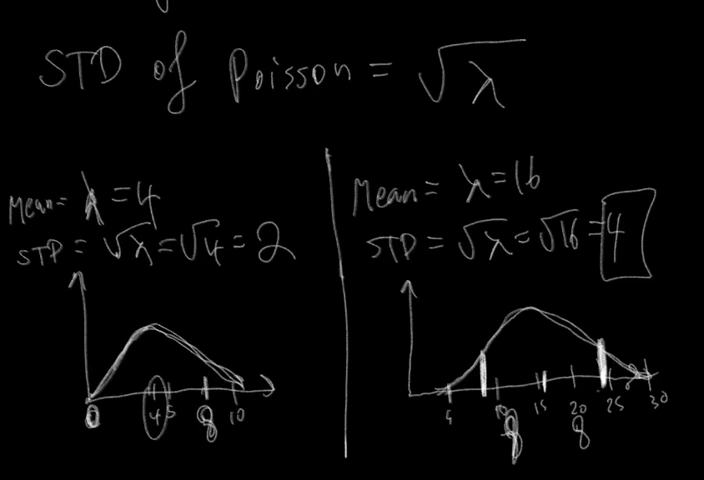 STD of Poisson = √λ
Mean = λ = 4
STD = √λ = √4 = 2
0 4 5 8 10
Mean = λ = 16
STD = √λ = √16 = 4
5 10 15 20 25 30
8 8